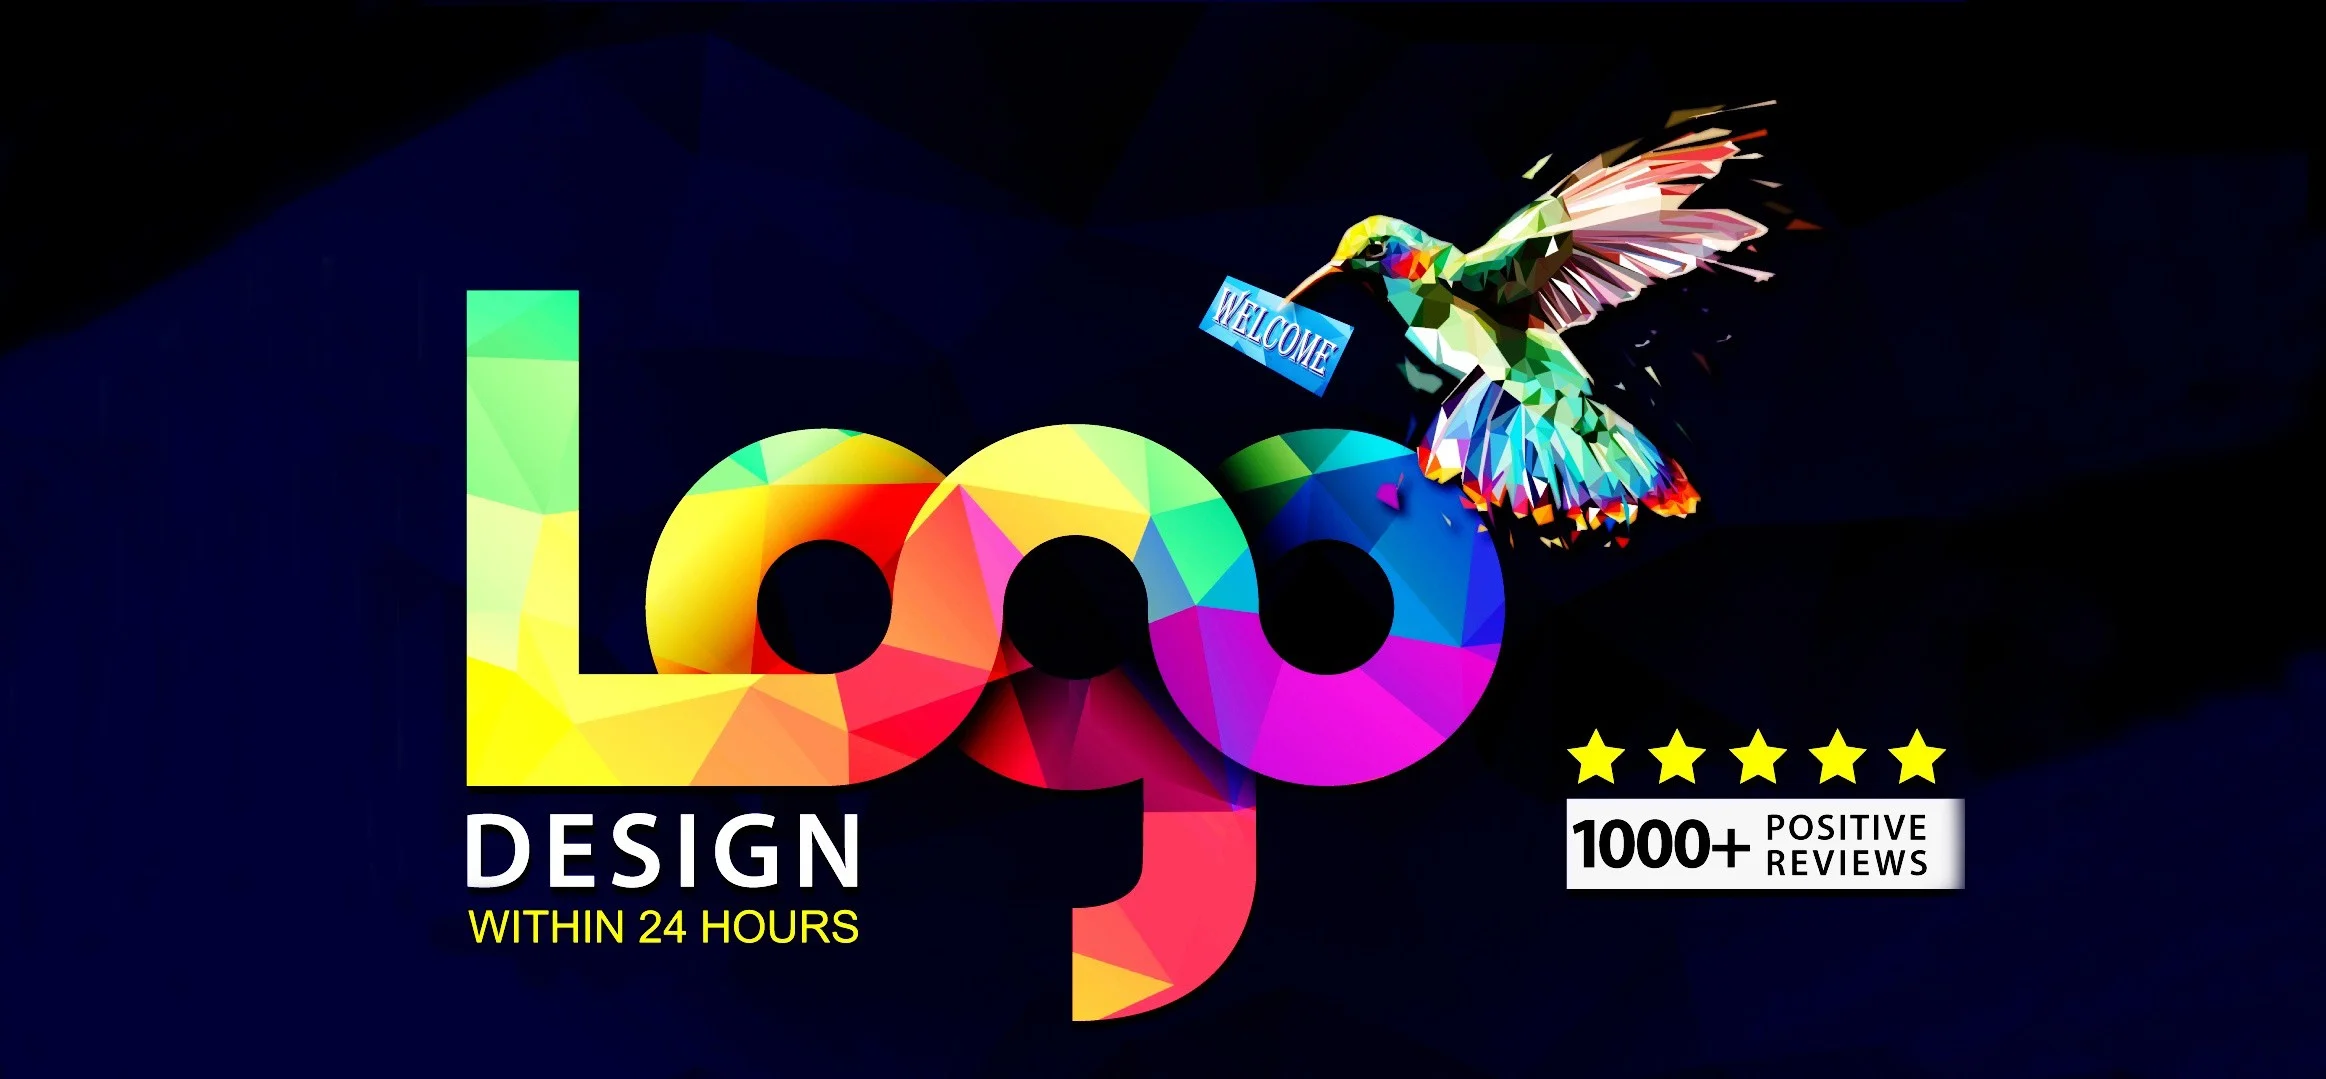 WELCOME
Logo
DESIGN
WITHIN 24 HOURS
1000+ POSITIVE
REVIEWS